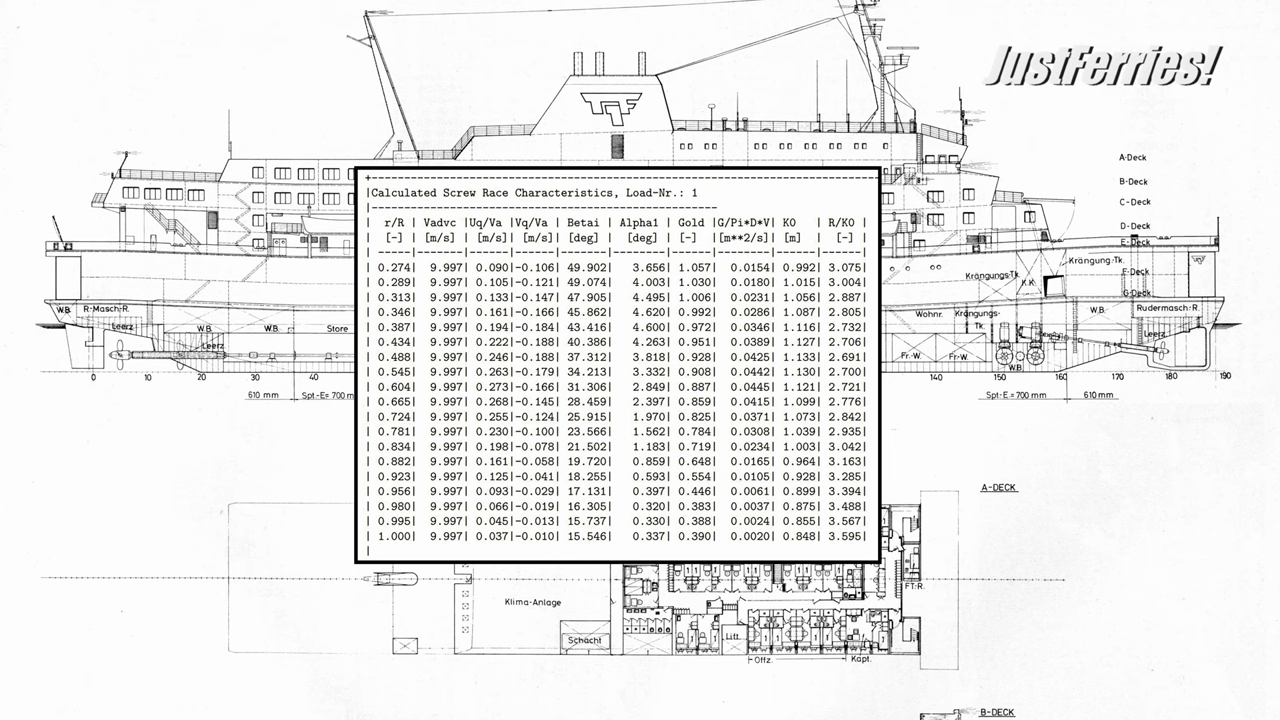 JustFerries!
TQF
A-Deck
B-Deck
C-Deck
D-Deck
E-Deck
F-Deck
G-Deck
Calculated Screw Race Characteristics, Load-Nr.: 1
r/R | Vadvc |Uq/Va |Vq/Va | Betai | Alpha1 | Gold |G/Pi*D*V| K0 | R/K0 |
[-] | [m/s] | [m/s] | [m/s] | [deg] | [deg] | [-] |[m**2/s]| [m] | [-] |
| 0.274| 9.997| 0.090|-0.106| 49.902| 3.656| 1.057| 0.0154| 0.992| 3.075|
| 0.289| 9.997| 0.105|-0.121| 49.074| 4.003| 1.030| 0.0180| 1.015| 3.004|
| 0.313| 9.997| 0.133|-0.147| 47.905| 4.495| 1.006| 0.0231| 1.056| 2.887|
| 0.346| 9.997| 0.161|-0.166| 45.862| 4.620| 0.992| 0.0286| 1.087| 2.805|
| 0.387| 9.997| 0.194|-0.184| 43.416| 4.600| 0.972| 0.0346| 1.116| 2.732|
| 0.434| 9.997| 0.222|-0.188| 40.386| 4.263| 0.951| 0.0389| 1.127| 2.706|
| 0.488| 9.997| 0.246|-0.188| 37.312| 3.818| 0.928| 0.0425| 1.133| 2.691|
| 0.545| 9.997| 0.263|-0.179| 34.213| 3.332| 0.908| 0.0442| 1.130| 2.700|
| 0.604| 9.997| 0.273|-0.166| 31.306| 2.849| 0.887| 0.0445| 1.121| 2.721|
| 0.665| 9.997| 0.268|-0.145| 28.459| 2.397| 0.859| 0.0415| 1.099| 2.776|
| 0.724| 9.997| 0.255|-0.124| 25.915| 1.970| 0.825| 0.0371| 1.073| 2.842|
| 0.781| 9.997| 0.230|-0.100| 23.566| 1.562| 0.784| 0.0308| 1.039| 2.935|
| 0.834| 9.997| 0.198|-0.078| 21.502| 1.183| 0.719| 0.0234| 1.003| 3.042|
| 0.882| 9.997| 0.161|-0.058| 19.720| 0.859| 0.648| 0.0165| 0.964| 3.163|
| 0.923| 9.997| 0.125|-0.041| 18.255| 0.593| 0.554| 0.0105| 0.928| 3.285|
| 0.956| 9.997| 0.093|-0.029| 17.131| 0.397| 0.446| 0.0061| 0.899| 3.394|
| 0.980| 9.997| 0.066|-0.019| 16.305| 0.320| 0.383| 0.0037| 0.875| 3.488|
| 0.995| 9.997| 0.045|-0.013| 15.737| 0.330| 0.388| 0.0024| 0.855| 3.567|
| 1.000| 9.997| 0.037|-0.010| 15.546| 0.337| 0.390| 0.0020| 0.848| 3.595|
W.B. R-Masch-R.
Leerz
W.B. W.B. Store
Leerz
Krängungs-Tk.
K.K.
Krängung.-Tk.
Wohnr. Krängungs-Tk.
W.B. Rudermasch-R.
Leerz
Fr.-W. Fr-W.
W.B.
0 10 20 30 40 140 150 160 170 180 190
610 mm Spt-E.= 700 m
Spt.-E.= 700 m 610 mm
A-DECK
Klima-Anlage
Schacht
Lift
FT.-R.
Offz. Kapt.
B-DECK